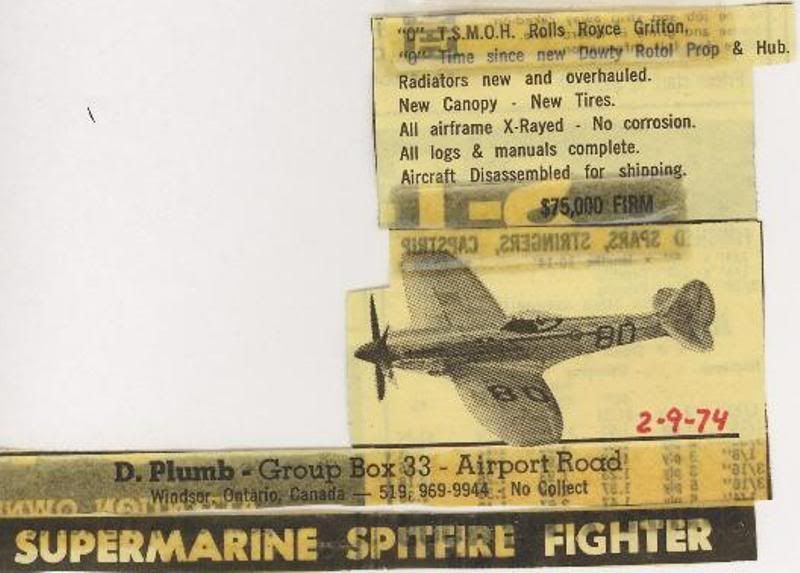 "0" T.S.M.O.H. Rolls Royce Griffon.
"0" Time since new Dowty Rotol Prop & Hub.
Radiators new and overhauled.
New Canopy - New Tires.
All airframe X-Rayed - No corrosion.
All logs & manuals complete.
Aircraft Disassembled for shipping.
$75,000 FIRM
D SPARS, STRINGERS, CAPSTRIP
80
80
2-9-74
D. Plumb - Group Box 33 - Airport Road
Windsor, Ontario, Canada — 519, 969-9944 - No Collect
SUPERMARINE SPITFIRE FIGHTER